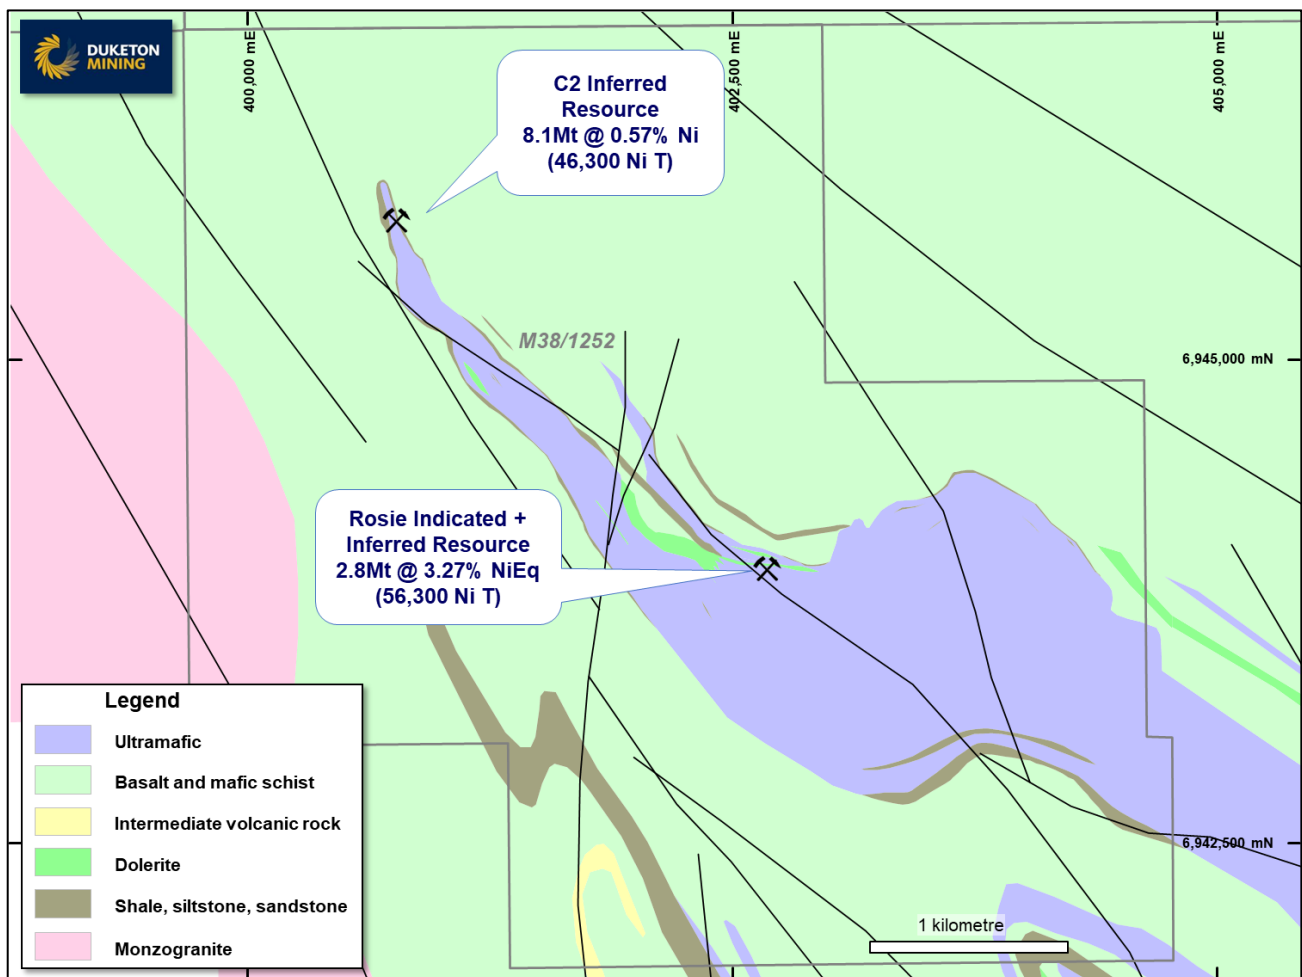 DUKETON
MINING
400,000 mE
402,500 mE
405,000 mE
C2 Inferred
Resource
8.1Mt @ 0.57% Ni
(46,300 Ni T)
M38/1252
6,945,000 mN
Rosie Indicated +
Inferred Resource
2.8Mt @ 3.27% NiEq
(56,300 Ni T)
6,942,500 mN
Legend
Ultramafic
Basalt and mafic schist
Intermediate volcanic rock
Dolerite
Shale, siltstone, sandstone
Monzogranite
1 kilometre